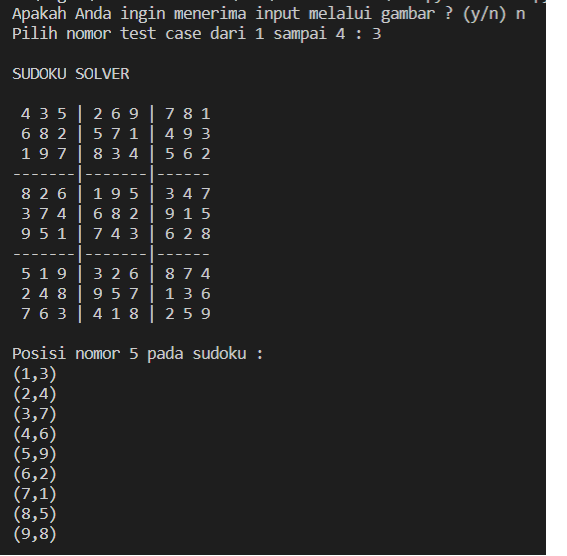 Apakah Anda ingin menerima input melalui gambar ? (y/n) n
Pilih nomor test case dari 1 sampai 4 : 3
SUDOKU SOLVER
4 3 5 | 2 6 9 | 7 8 1
6 8 2 | 5 7 1 | 4 9 3
1 9 7 | 8 3 4 | 5 6 2
-------|-------|------
8 2 6 | 1 9 5 | 3 4 7
3 7 4 | 6 8 2 | 9 1 5
9 5 1 | 7 4 3 | 6 2 8
-------|-------|------
5 1 9 | 3 2 6 | 8 7 4
2 4 8 | 9 5 7 | 1 3 6
7 6 3 | 4 1 8 | 2 5 9
Posisi nomor 5 pada sudoku :
(1,3)
(2,4)
(3,7)
(4,6)
(5,9)
(6,2)
(7,1)
(8,5)
(9,8)